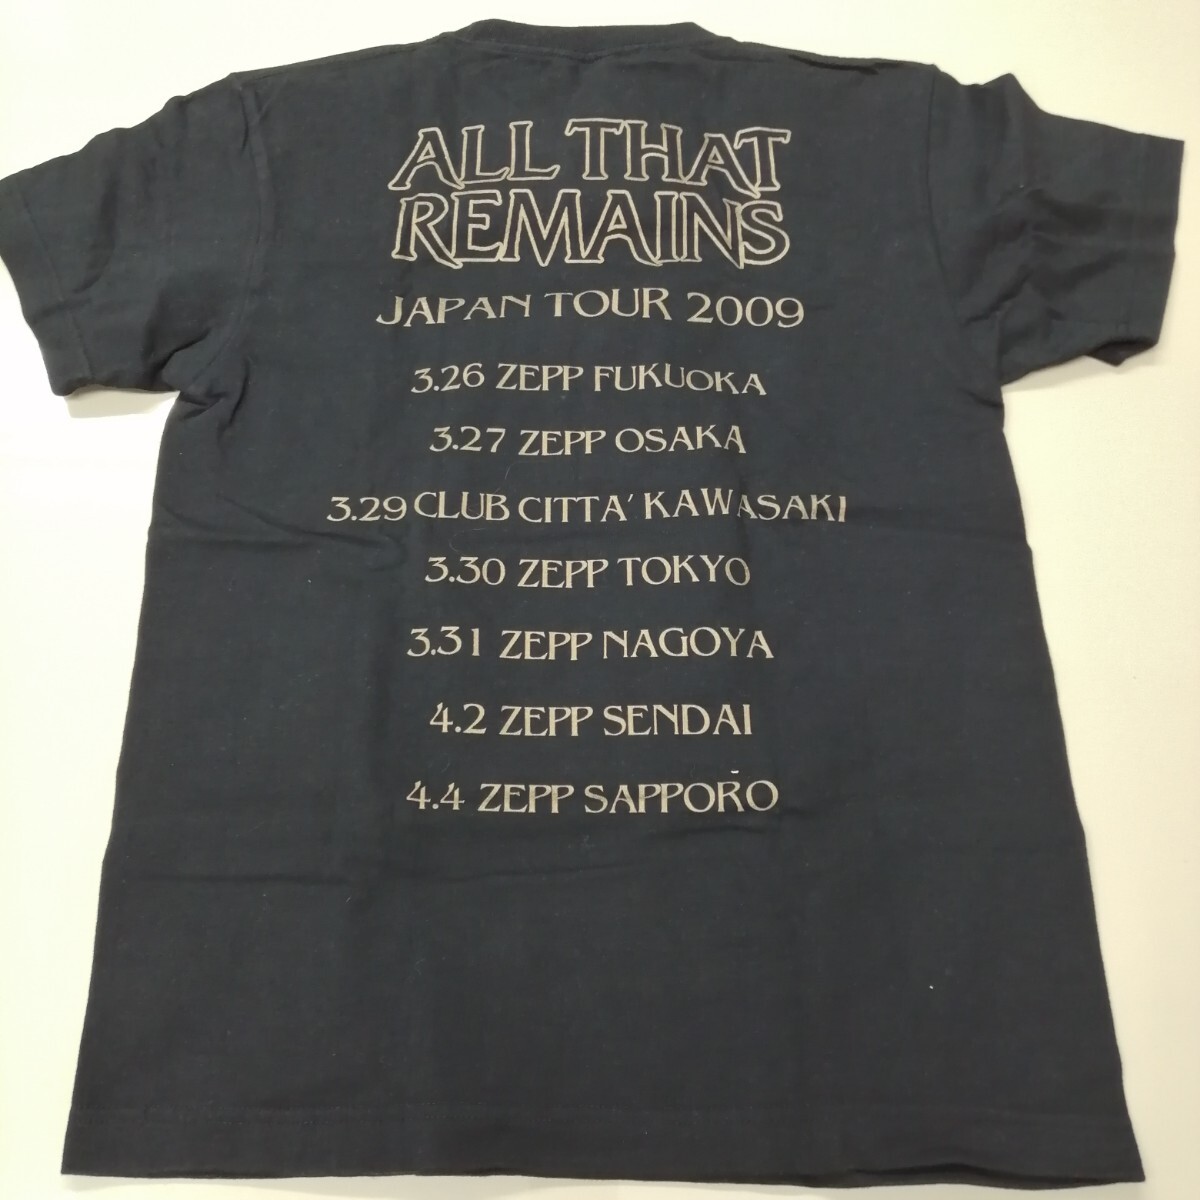 ALL THAT
REMAINS
JAPAN TOUR 2009
3.26 ZEPP FUKUOKA
3.27 ZEPP OSAKA
3.29 CLUB CITTA' KAWASAKI
3.30 ZEPP TOKYO
3.31 ZEPP NAGOYA
4.2 ZEPP SENDAI
4.4 ZEPP SAPPORO